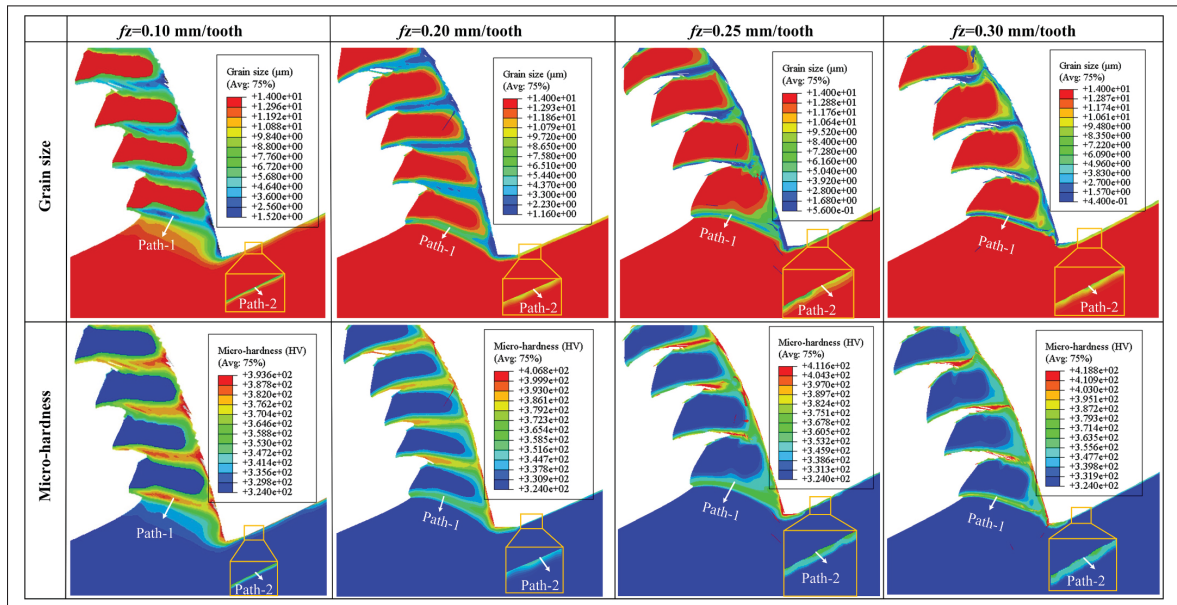 fz=0.10 mm/tooth
fz=0.20 mm/tooth
fz=0.25 mm/tooth
fz=0.30 mm/tooth
Grain size
Grain size (μm)
(Avg: 75%)
+1.400e+01
+1.296e+01
+1.192e+01
+1.088e+01
+9.840e+00
+8.800e+00
+7.760e+00
+6.720e+00
+5.680e+00
+4.640e+00
+3.600e+00
+2.560e+00
+1.520e+00
Path-1
Path-2
Grain size (μm)
(Avg: 75%)
+1.400e+01
+1.293e+01
+1.186e+01
+1.079e+01
+9.720e+00
+8.650e+00
+7.580e+00
+6.510e+00
+5.440e+00
+4.370e+00
+3.300e+00
+2.230e+00
+1.160e+00
Path-1
Path-2
Grain size (μm)
(Avg: 75%)
+1.400e+01
+1.288e+01
+1.176e+01
+1.064e+01
+9.520e+00
+8.400e+00
+7.280e+00
+6.160e+00
+5.040e+00
+3.920e+00
+2.800e+00
+1.680e+00
+5.600e-01
Path-1
Path-2
Grain size (μm)
(Avg: 75%)
+1.400e+01
+1.287e+01
+1.174e+01
+1.061e+01
+9.480e+00
+8.350e+00
+7.220e+00
+6.090e+00
+4.960e+00
+3.830e+00
+2.700e+00
+1.570e+00
+4.400e-01
Path-1
Path-2
Micro-hardness
Micro-hardness (HV)
(Avg: 75%)
+3.936e+02
+3.878e+02
+3.820e+02
+3.762e+02
+3.704e+02
+3.646e+02
+3.588e+02
+3.530e+02
+3.472e+02
+3.414e+02
+3.356e+02
+3.298e+02
+3.240e+02
Path-1
Path-2
Micro-hardness (HV)
(Avg: 75%)
+4.068e+02
+3.999e+02
+3.930e+02
+3.861e+02
+3.792e+02
+3.723e+02
+3.654e+02
+3.585e+02
+3.516e+02
+3.447e+02
+3.378e+02
+3.309e+02
+3.240e+02
Path-1
Path-2
Micro-hardness (HV)
(Avg: 75%)
+4.116e+02
+4.043e+02
+3.970e+02
+3.897e+02
+3.824e+02
+3.751e+02
+3.678e+02
+3.605e+02
+3.532e+02
+3.459e+02
+3.386e+02
+3.313e+02
+3.240e+02
Path-1
Path-2
Micro-hardness (HV)
(Avg: 75%)
+4.188e+02
+4.109e+02
+4.030e+02
+3.951e+02
+3.872e+02
+3.793e+02
+3.714e+02
+3.635e+02
+3.556e+02
+3.477e+02
+3.398e+02
+3.319e+02
+3.240e+02
Path-1
Path-2